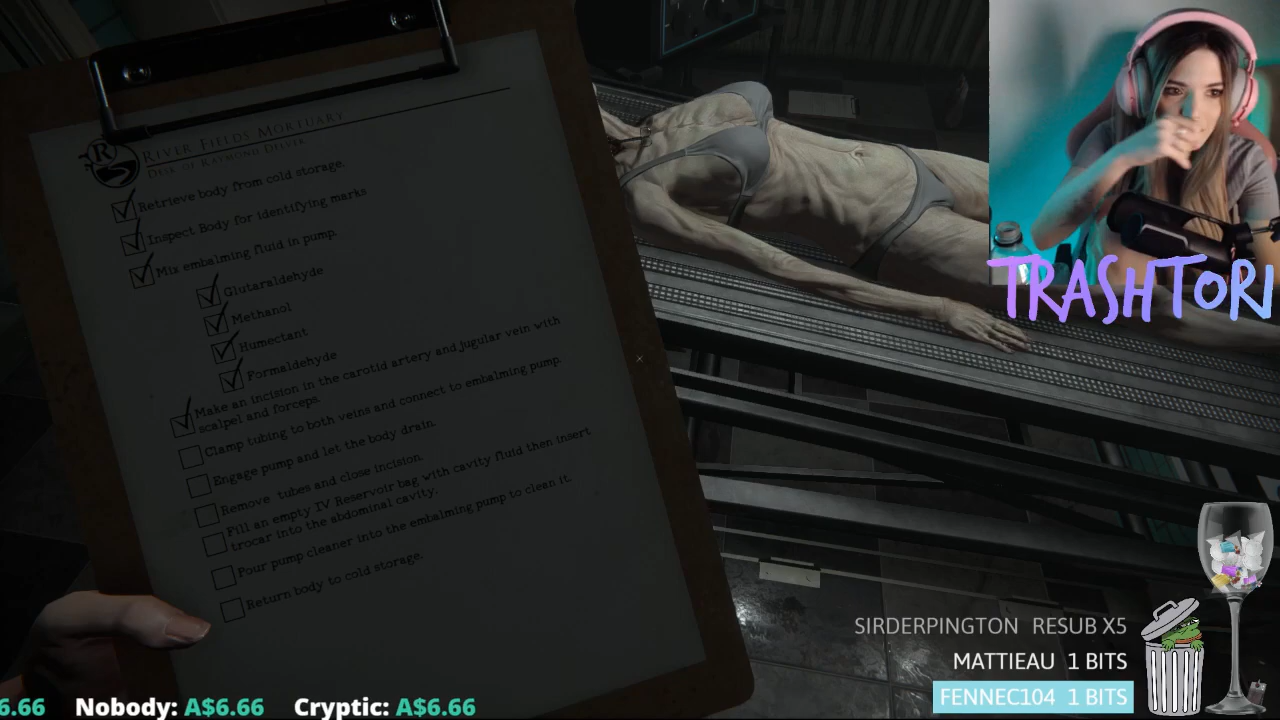 RIVER FIELDS MORTUARY
DESK OF RAYMOND DELVER
Retrieve body from cold storage.
Inspect Body for identifying marks
Mix embalming fluid in pump.
Glutaraldehyde
Methanol
Humectant
Formaldehyde
Make an incision in the carotid artery and jugular vein with
scalpel and forceps.
Clamp tubing to both veins and connect to embalming pump.
Engage pump and let the body drain.
Remove tubes and close incision.
Fill an empty IV Reservoir bag with cavity fluid then insert
trocar into the abdominal cavity.
Pour pump cleaner into the embalming pump to clean it.
Return body to cold storage.
TRASHTORI
SIRDERPINGTON RESUB X5
MATTIEAU 1 BITS
FENNEC104 1 BITS
6.66 Nobody: A$6.66 Cryptic: A$6.66